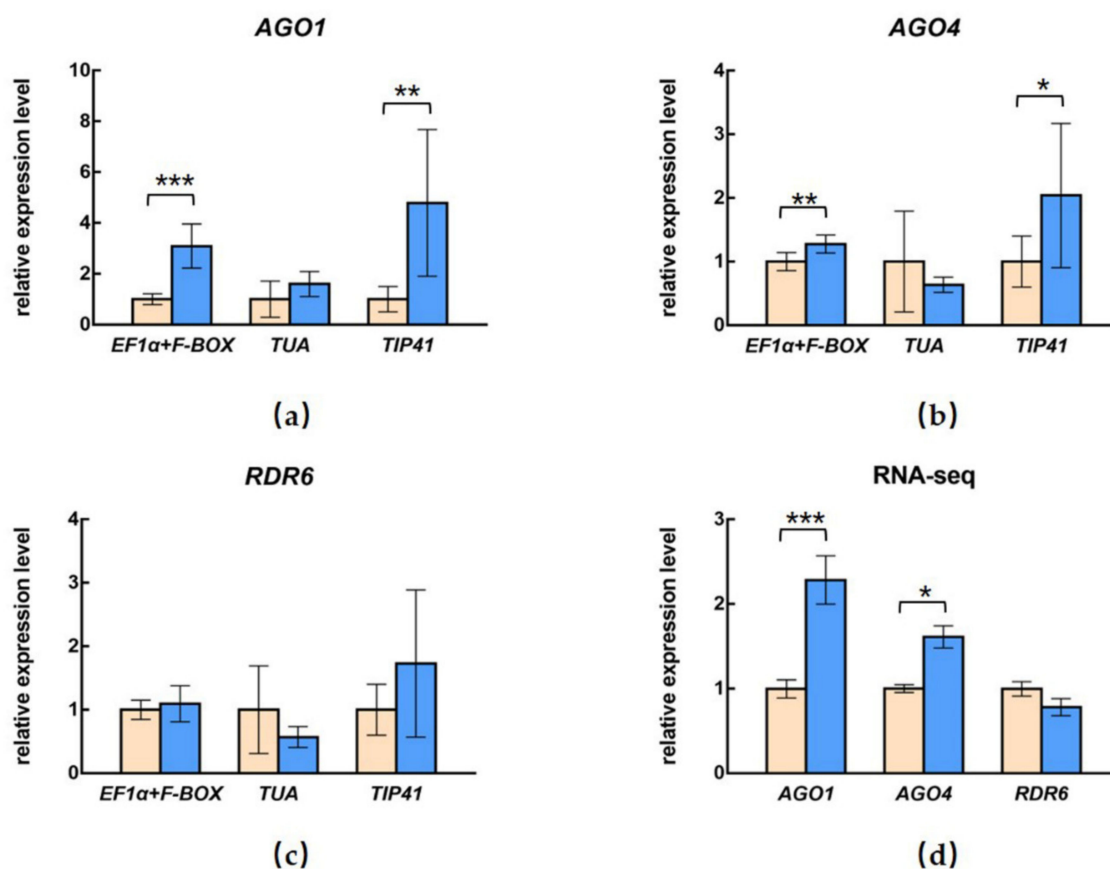 AGO1
relative expression level
10
8
6
4
2
0
***
**
EF1α+F-BOX TUA TIP41
(a)
AGO4
relative expression level
4
3
2
1
0
**
*
EF1α+F-BOX TUA TIP41
(b)
RDR6
relative expression level
4
3
2
1
0
EF1α+F-BOX TUA TIP41
(c)
RNA-seq
relative expression level
3
2
1
0
***
*
AGO1 AGO4 RDR6
(d)